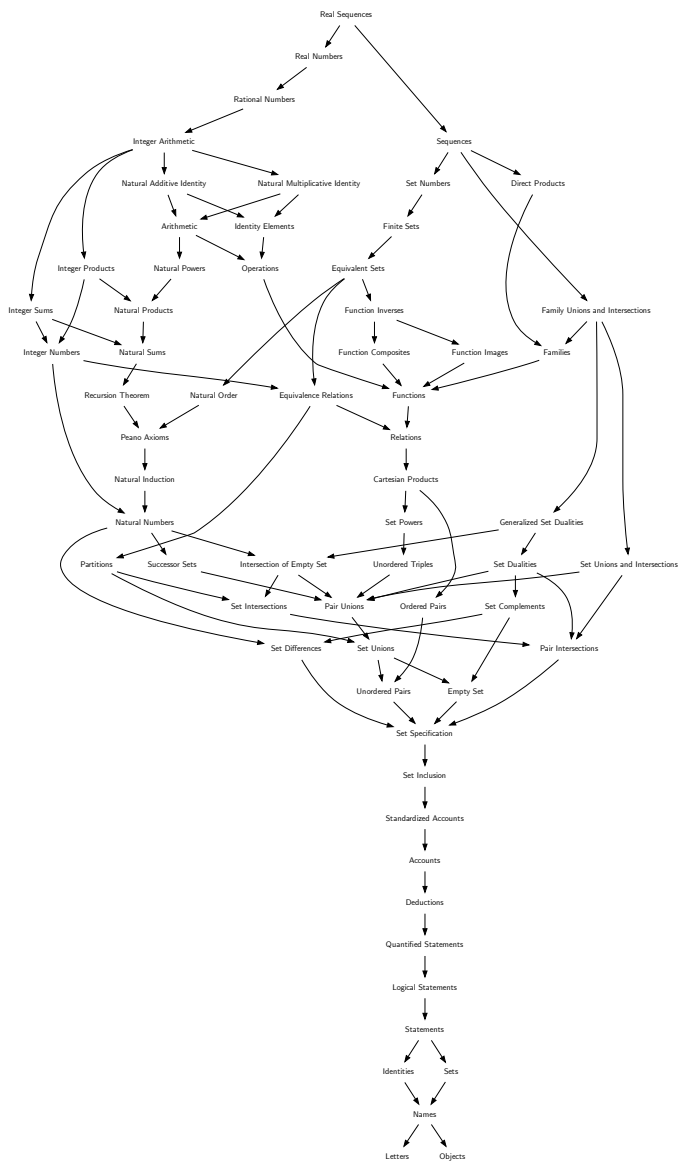 Real Sequences
Real Numbers
Rational Numbers
Integer Arithmetic
Sequences
Natural Additive Identity
Natural Multiplicative Identity
Set Numbers
Direct Products
Arithmetic
Identity Elements
Finite Sets
Integer Products
Natural Powers
Operations
Equivalent Sets
Integer Sums
Natural Products
Function Inverses
Family Unions and Intersections
Integer Numbers
Natural Sums
Function Composites
Function Images
Families
Recursion Theorem
Natural Order
Equivalence Relations
Functions
Peano Axioms
Relations
Natural Induction
Cartesian Products
Natural Numbers
Set Powers
Generalized Set Dualities
Partitions
Successor Sets
Intersection of Empty Set
Unordered Triples
Set Dualities
Set Unions and Intersections
Set Intersections
Pair Unions
Ordered Pairs
Set Complements
Set Differences
Set Unions
Pair Intersections
Unordered Pairs
Empty Set
Set Specification
Set Inclusion
Standardized Accounts
Accounts
Deductions
Quantified Statements
Logical Statements
Statements
Identities
Sets
Names
Letters
Objects